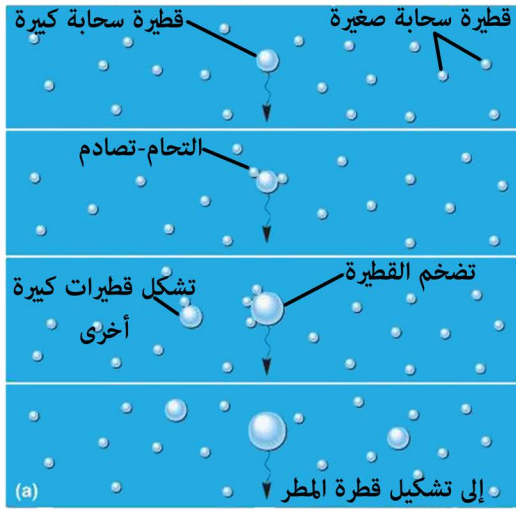 قطيرة سحابة صغيرة
قطيرة سحابة كبيرة
التحام-تصادم
تضخم القطيرة
تشكل قطيرات كبيرة
أخرى
إلى تشكيل قطرة المطر
(a)